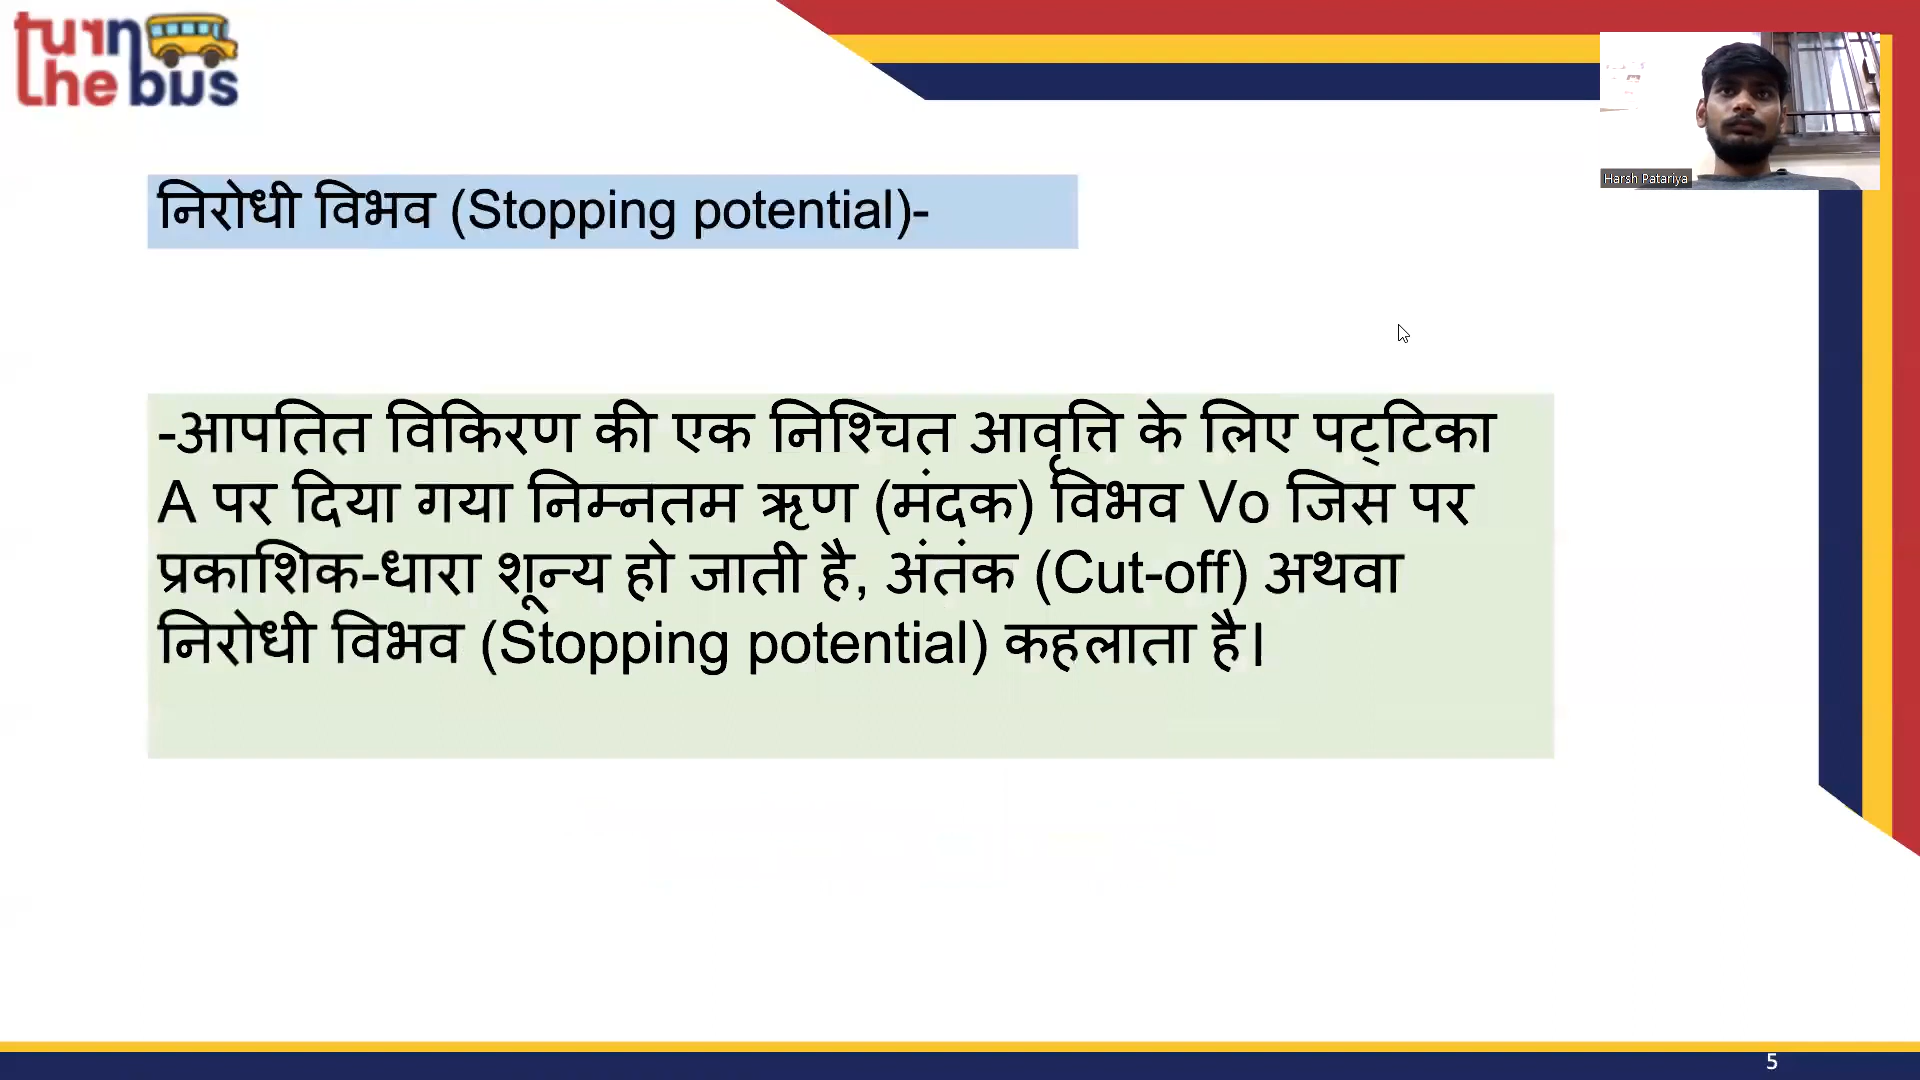 turn
the bus
Harsh Patariya
निरोधी विभव (Stopping potential)-
-आपतित विकिरण की एक निश्चित आवृत्ति के लिए पट्टिका
A पर दिया गया निम्नतम ऋण (मंदक) विभव Vo जिस पर
प्रकाशिक-धारा शून्य हो जाती है, अंतंक (Cut-off) अथवा
निरोधी विभव (Stopping potential) कहलाता है।
5